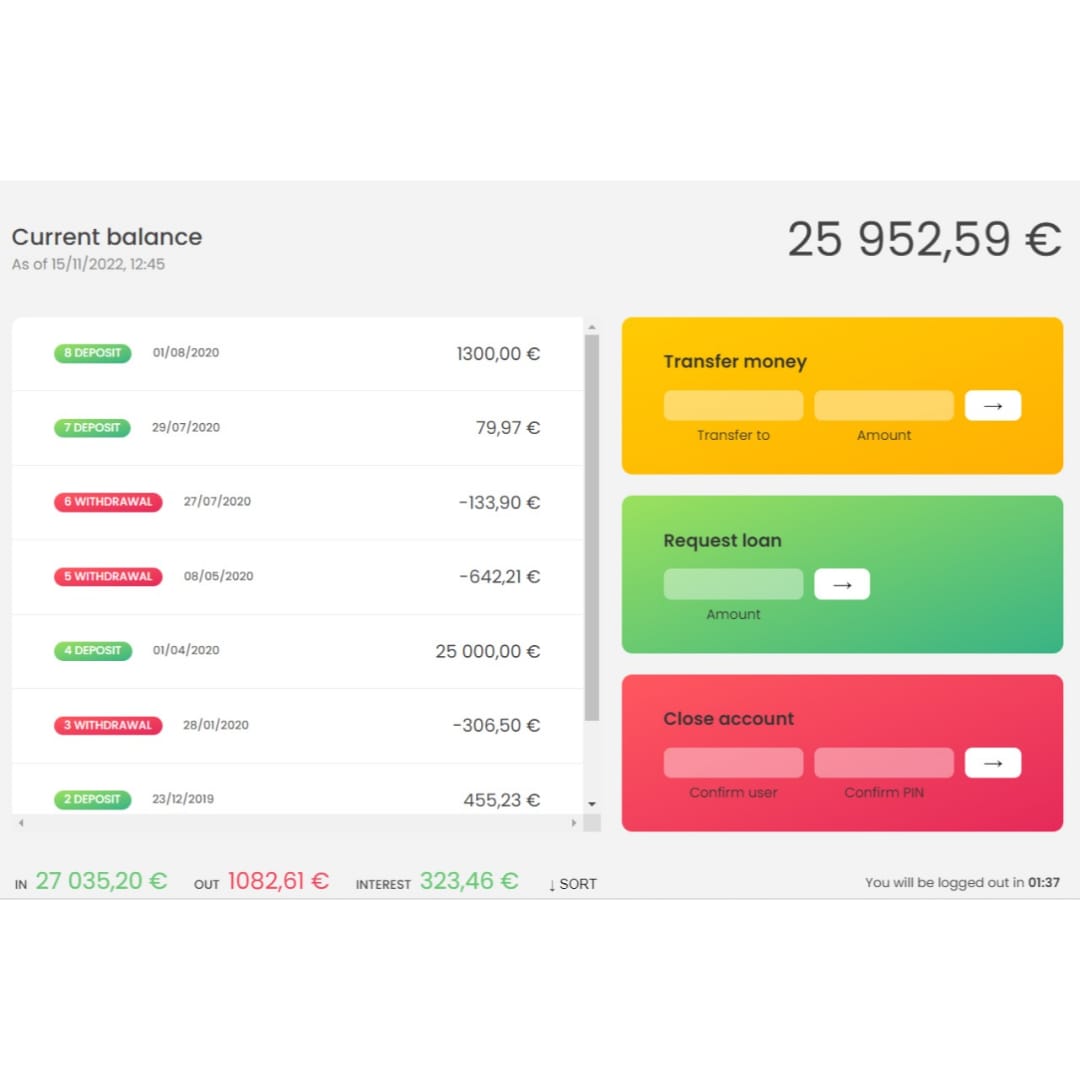 Current balance
25 952,59 €
As of 15/11/2022, 12:45
8 DEPOSIT 01/08/2020 1300,00 €
7 DEPOSIT 29/07/2020 79,97 €
6 WITHDRAWAL 27/07/2020 -133,90 €
5 WITHDRAWAL 08/05/2020 -642,21 €
4 DEPOSIT 01/04/2020 25 000,00 €
3 WITHDRAWAL 28/01/2020 -306,50 €
2 DEPOSIT 23/12/2019 455,23 €
Transfer money
→
Transfer to Amount
Request loan
→
Amount
Close account
→
Confirm user Confirm PIN
IN 27 035,20 € OUT 1082,61 € INTEREST 323,46 € ↓ SORT
You will be logged out in 01:37